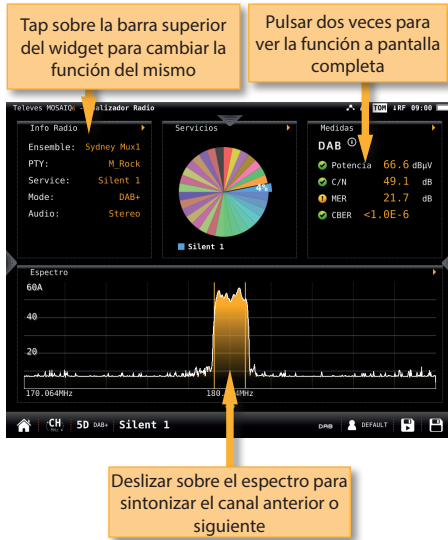 Tap sobre la barra superior
del widget para cambiar la
función del mismo
Pulsar dos veces para
ver la función a pantalla
completa
Televes MOSAIQ alizador Radio
TOM RF 09:00
Info Radio
Ensemble: Sydney Mux1
PTY: M_Rock
Service: Silent 1
Mode: DAB+
Audio: Stereo
Servicios
4%
Silent 1
Medidas
DAB
Potencia 66.6 dBµV
C/N 49.1 dB
MER 21.7 dB
CBER <1.0E-6
Espectro
60A
40
20
170.064MHz
180. MHz
CH 5D DAB+ Silent 1
DAB DEFAULT
Deslizar sobre el espectro para
sintonizar el canal anterior o
siguiente